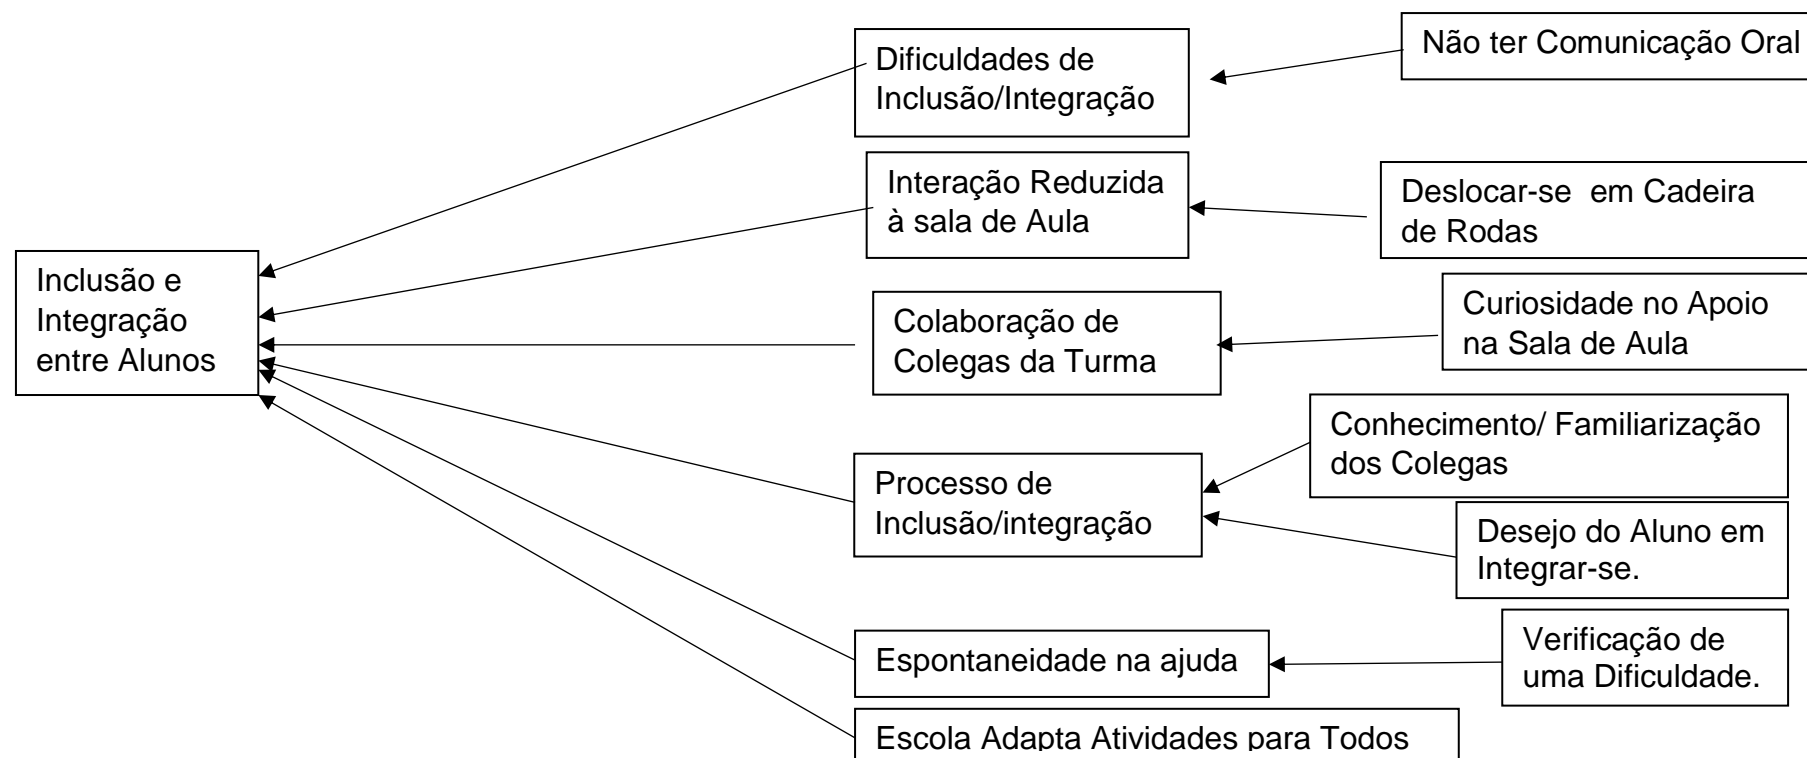 Inclusão e
Integração
entre Alunos
Dificuldades de
Inclusão/Integração
Interação Reduzida
à sala de Aula
Colaboração de
Colegas da Turma
Processo de
Inclusão/integração
Espontaneidade na ajuda
Escola Adapta Atividades para Todos
Não ter Comunicação Oral
Deslocar-se em Cadeira
de Rodas
Curiosidade no Apoio
na Sala de Aula
Conhecimento/ Familiarização
dos Colegas
Desejo do Aluno em
Integrar-se.
Verificação de
uma Dificuldade.